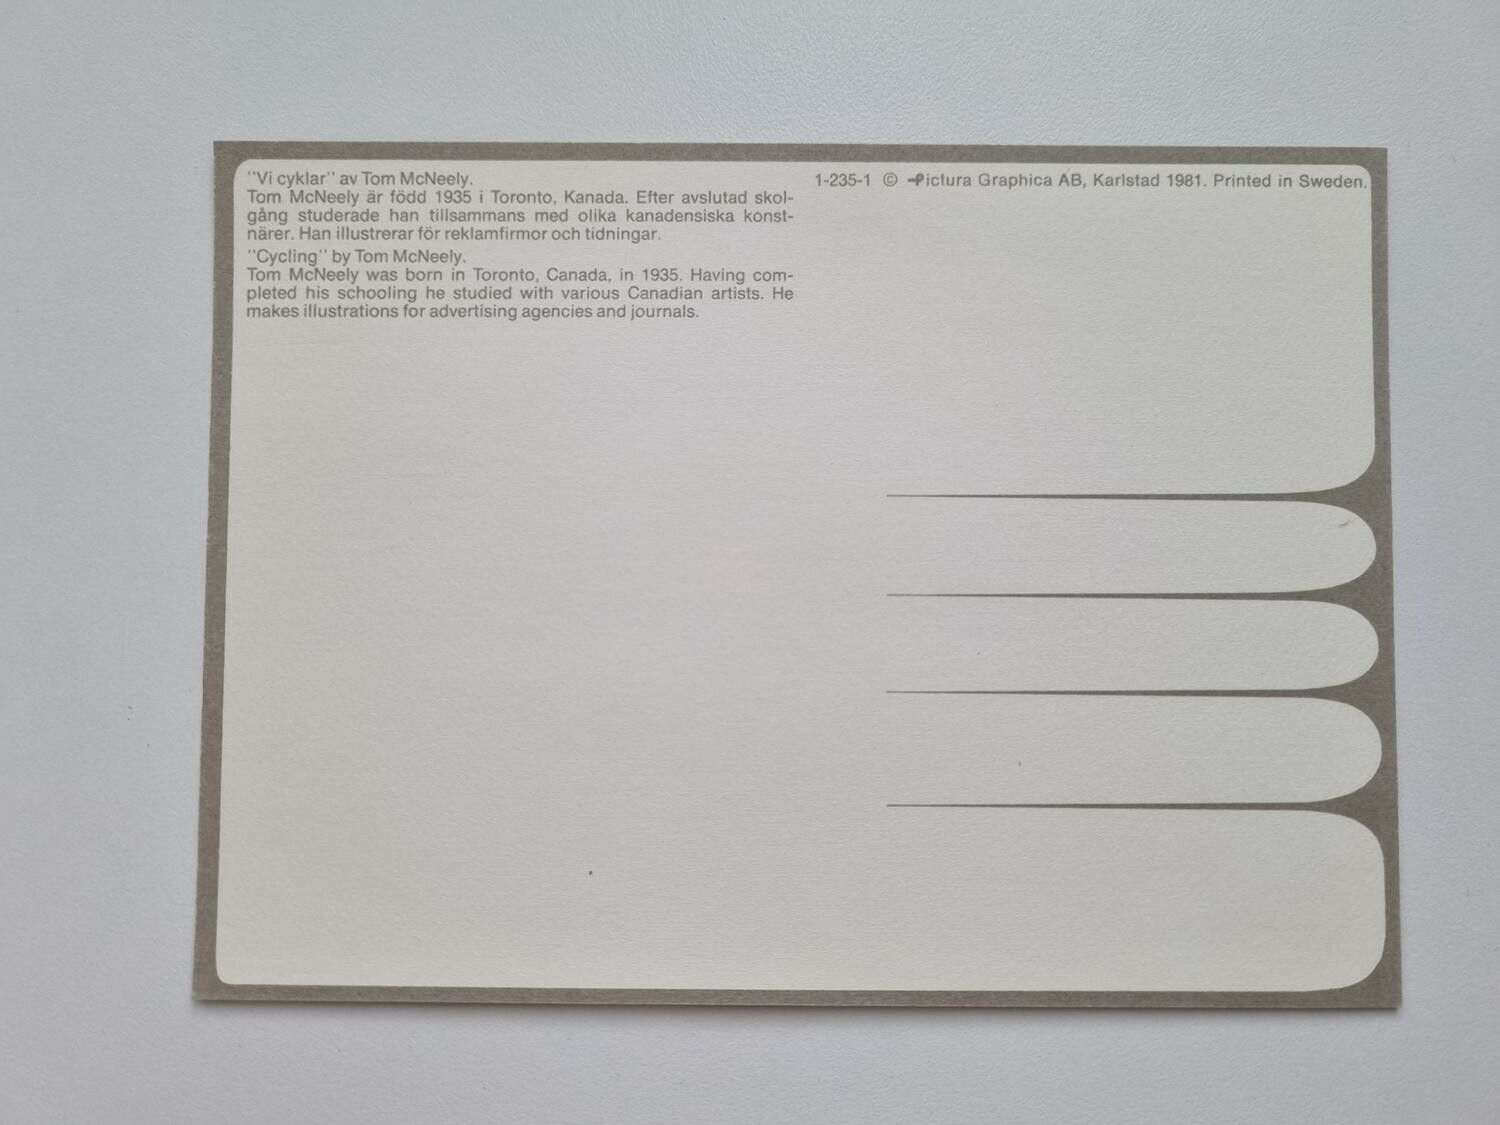 "Vi cyklar" av Tom McNeely.
Tom McNeely är född 1935 i Toronto, Kanada. Efter avslutad skol-
gång studerade han tillsammans med olika kanadensiska konst-
närer. Han illustrerar för reklamfirmor och tidningar.
"Cycling" by Tom McNeely.
Tom McNeely was born in Toronto, Canada, in 1935. Having com-
pleted his schooling he studied with various Canadian artists. He
makes illustrations for advertising agencies and journals.
1-235-1 © Pictura Graphica AB, Karlstad 1981. Printed in Sweden.